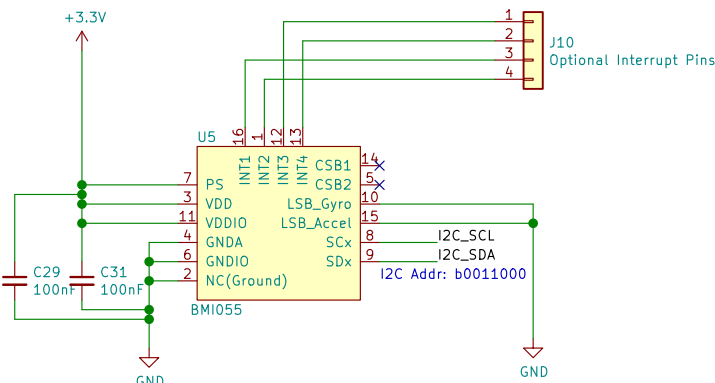 +3.3V
1
2
3
4
J10
Optional Interrupt Pins
U5
16
1
12
13
INT1
INT2
INT3
INT4
7 PS
3 VDD
11 VDDIO
4 GNDA
6 GNDIO
2 NC(Ground)
CSB1 14
CSB2 5
LSB_Gyro 10
LSB_Accel 15
SCx 8
SDx 9
I2C_SCL
I2C_SDA
I2C Addr: b0011000
C29
100nF
C31
100nF
BMI055
GND
GND